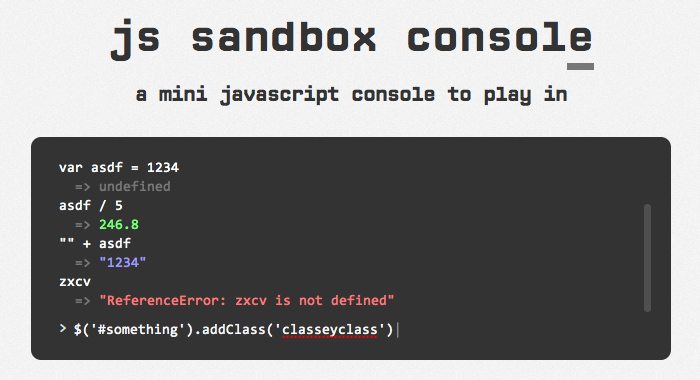 js sandbox console
a mini javascript console to play in
var asdf = 1234
=> undefined
asdf / 5
=> 246.8
"" + asdf
=> "1234"
zxcv
=> "ReferenceError: zxcv is not defined"
> $('#something').addClass('classeyclass')